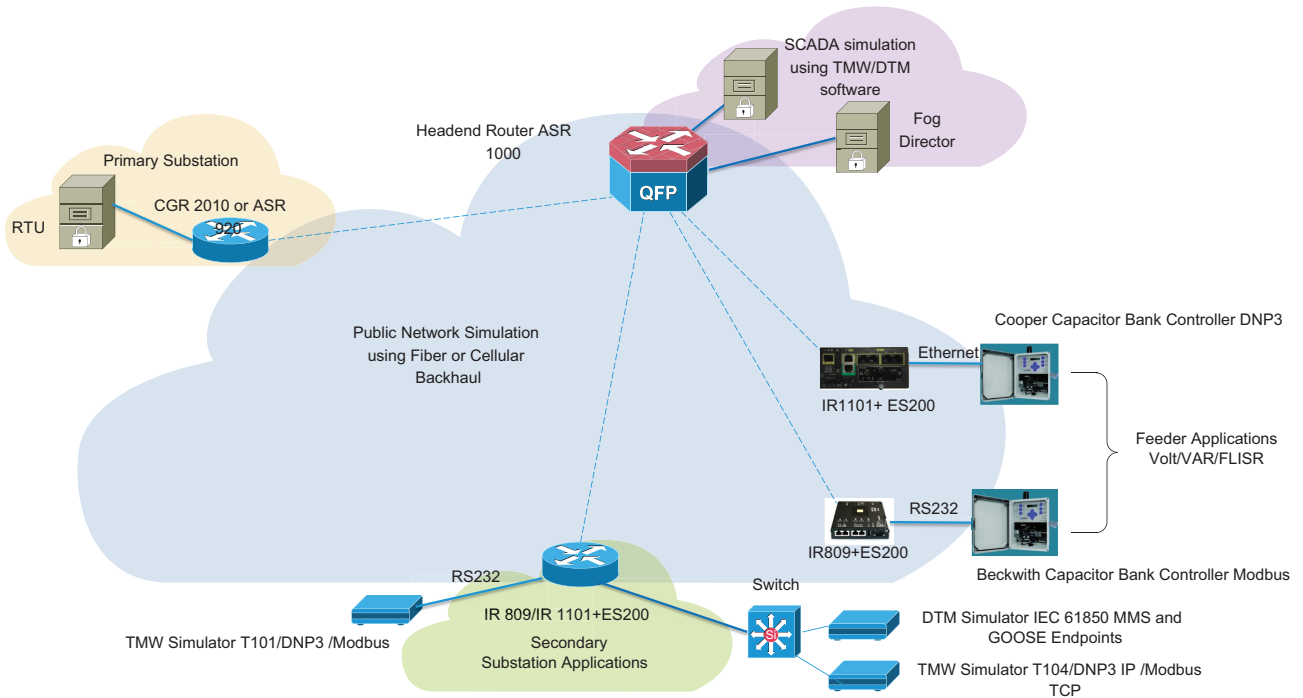 SCADA simulation
using TMW/DTM
software
Fog
Director
Headend Router ASR
1000
QFP
Primary Substation
RTU
CGR 2010 or ASR
920
Public Network Simulation
using Fiber or Cellular
Backhaul
Cooper Capacitor Bank Controller DNP3
Ethernet
IR1101+ ES200
Feeder Applications
Volt/VAR/FLISR
RS232
IR809+ES200
Beckwith Capacitor Bank Controller Modbus
RS232
IR 809/IR 1101+ES200
TMW Simulator T101/DNP3 /Modbus
Secondary
Substation Applications
Switch
Si
DTM Simulator IEC 61850 MMS and
GOOSE Endpoints
TMW Simulator T104/DNP3 IP /Modbus
TCP